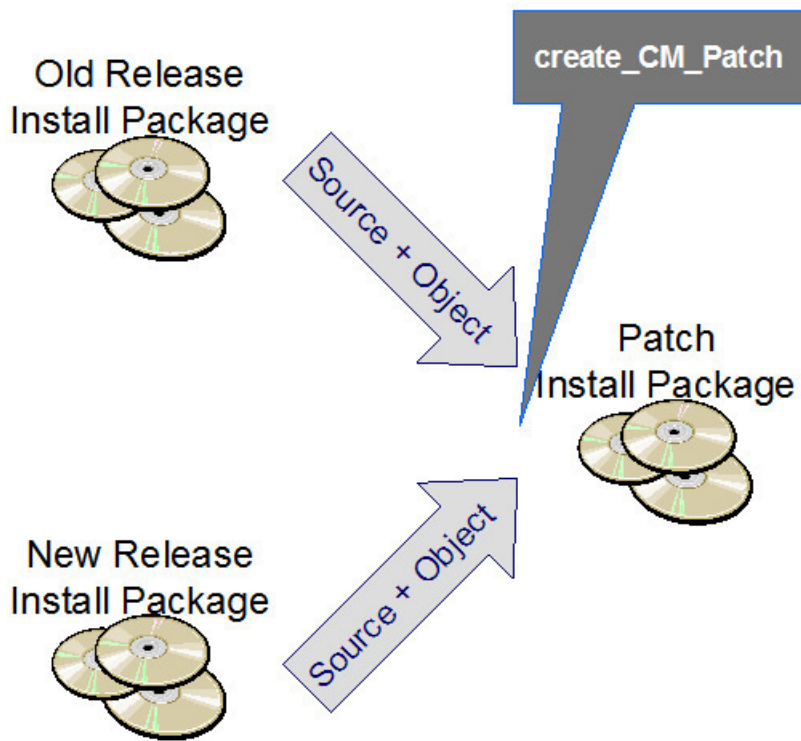 Old Release
Install Package
create_CM_Patch
Source + Object
Patch
Install Package
New Release
Install Package
Source + Object